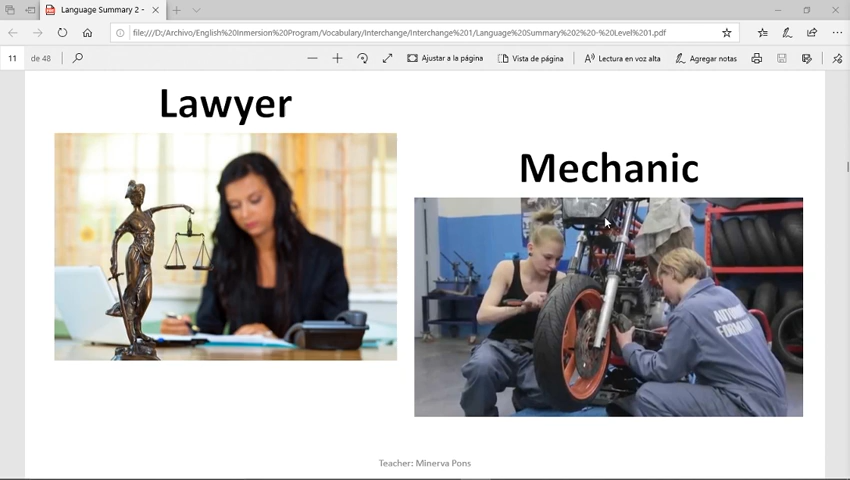 Language Summary 2 -
file:///D:/Archivo/English%20Inmersion%20Program/Vocabulary/Interchange/Interchange%201/Language%20Summary%202%20-%20Level%201.pdf
11 de 48
Ajustar a la página
Vista de página
Lectura en voz alta
Agregar notas
Lawyer
Mechanic
Teacher: Minerva Pons